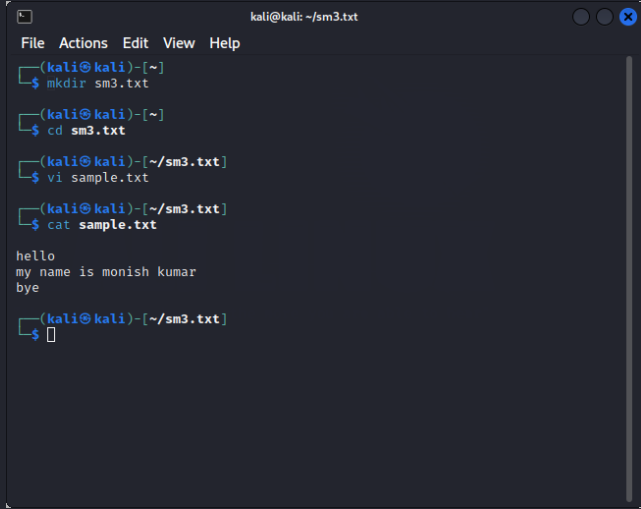 kali@kali: ~/sm3.txt
File Actions Edit View Help
┌──(kali㉿kali)-[~]
└─$ mkdir sm3.txt
┌──(kali㉿kali)-[~]
└─$ cd sm3.txt
┌──(kali㉿kali)-[~/sm3.txt]
└─$ vi sample.txt
┌──(kali㉿kali)-[~/sm3.txt]
└─$ cat sample.txt
hello
my name is monish kumar
bye
┌──(kali㉿kali)-[~/sm3.txt]
└─$